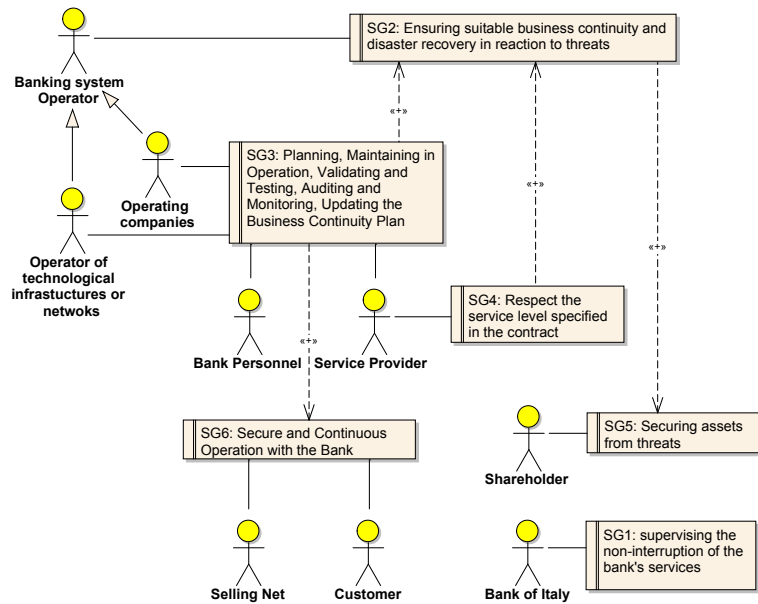 SG2: Ensuring suitable business continuity and
disaster recovery in reaction to threats
Banking system
Operator
«+»
SG3: Planning, Maintaining in
Operation, Validating and
Testing, Auditing and
Monitoring, Updating the
Business Continuity Plan
Operating
companies
«+»
«+»
Operator of
technological
infrastuctures or
netwoks
SG4: Respect the
service level specified
in the contract
Bank Personnel
Service Provider
«+»
SG6: Secure and Continuous
Operation with the Bank
SG5: Securing assets
from threats
Shareholder
SG1: supervising the
non-interruption of the
bank's services
Selling Net
Customer
Bank of Italy